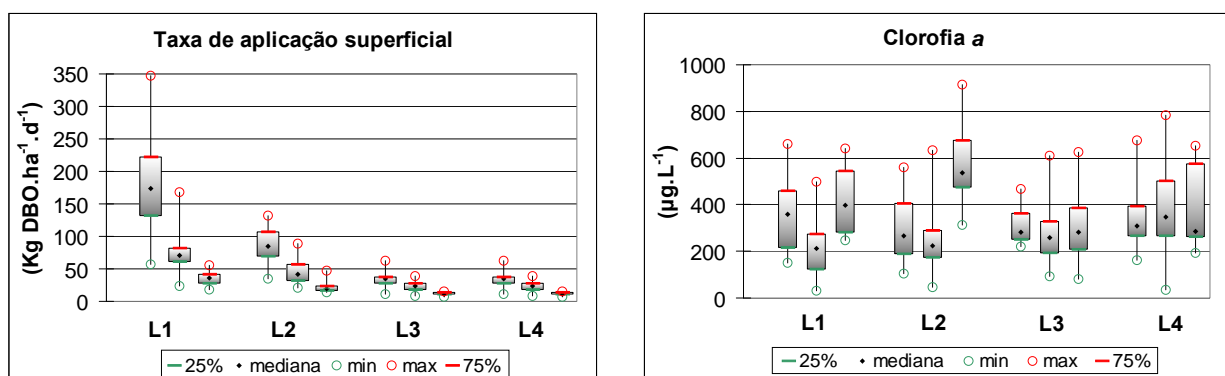 Taxa de aplicação superficial
(Kg DBO.ha⁻¹.d⁻¹)
350
300
250
200
150
100
50
0
L1 L2 L3 L4
25% mediana min max 75%
Clorofia a
(µg.L⁻¹)
1000
800
600
400
200
0
L1 L2 L3 L4
25% mediana min max 75%